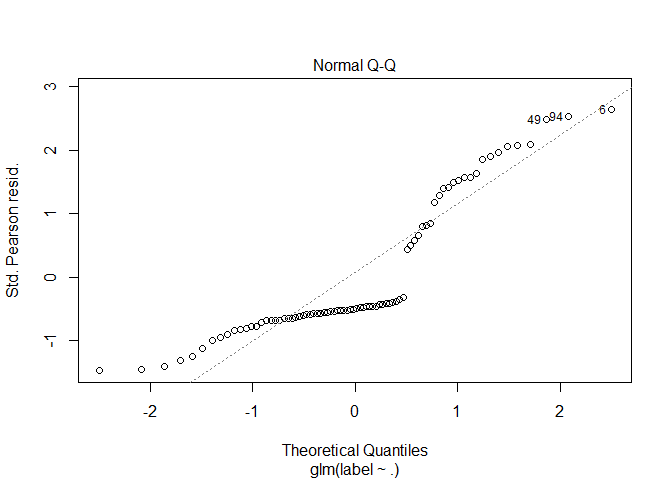 Normal Q-Q
3
2
1
0
-1
Std. Pearson resid.
49 94 6
-2 -1 0 1 2
Theoretical Quantiles
glm(label ~ .)